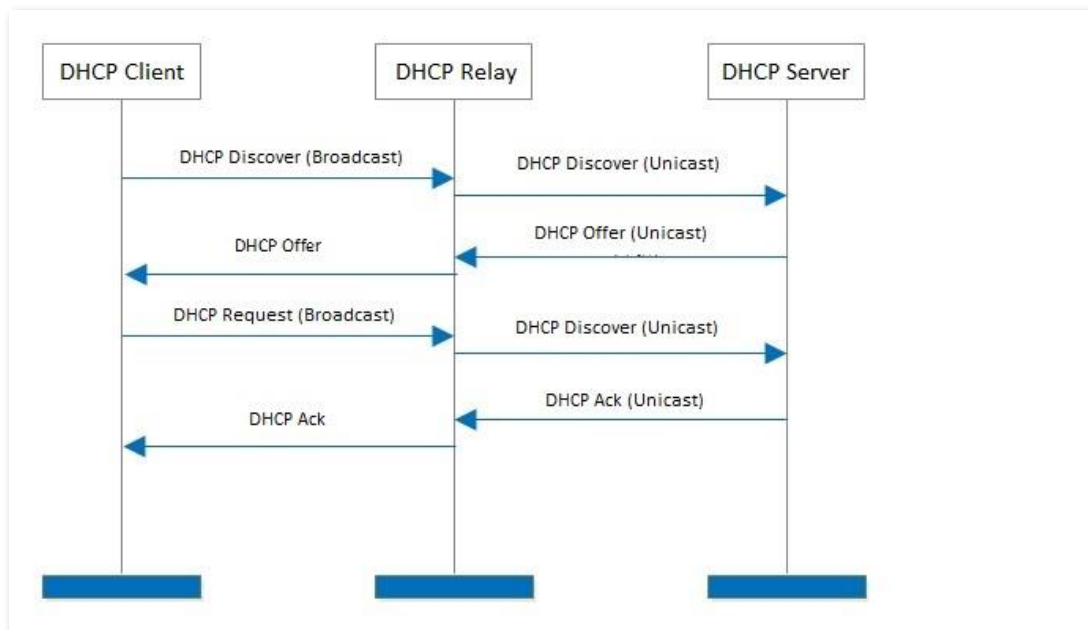 DHCP Client
DHCP Relay
DHCP Server
DHCP Discover (Broadcast)
DHCP Discover (Unicast)
DHCP Offer (Unicast)
DHCP Offer
DHCP Request (Broadcast)
DHCP Discover (Unicast)
DHCP Ack (Unicast)
DHCP Ack